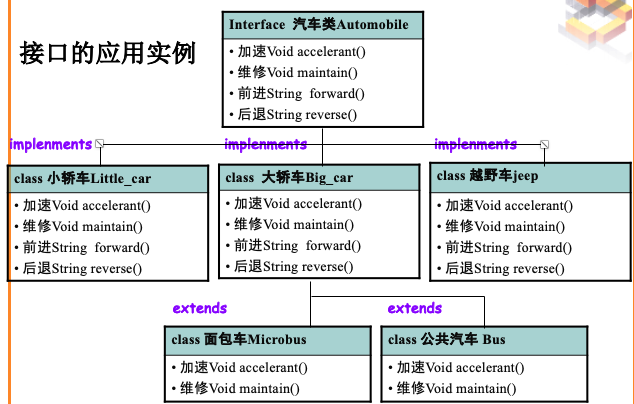 接口的应用实例
Interface 汽车类Automobile
• 加速Void accelerant()
• 维修Void maintain()
• 前进String forward()
• 后退String reverse()
implenments
implenments
implenments
class 小轿车Little_car
• 加速Void accelerant()
• 维修Void maintain()
• 前进String forward()
• 后退String reverse()
class 大轿车Big_car
• 加速Void accelerant()
• 维修Void maintain()
• 前进String forward()
• 后退String reverse()
class 越野车jeep
• 加速Void accelerant()
• 维修Void maintain()
• 前进String forward()
• 后退String reverse()
extends
extends
class 面包车Microbus
• 加速Void accelerant()
• 维修Void maintain()
class 公共汽车 Bus
• 加速Void accelerant()
• 维修Void maintain()